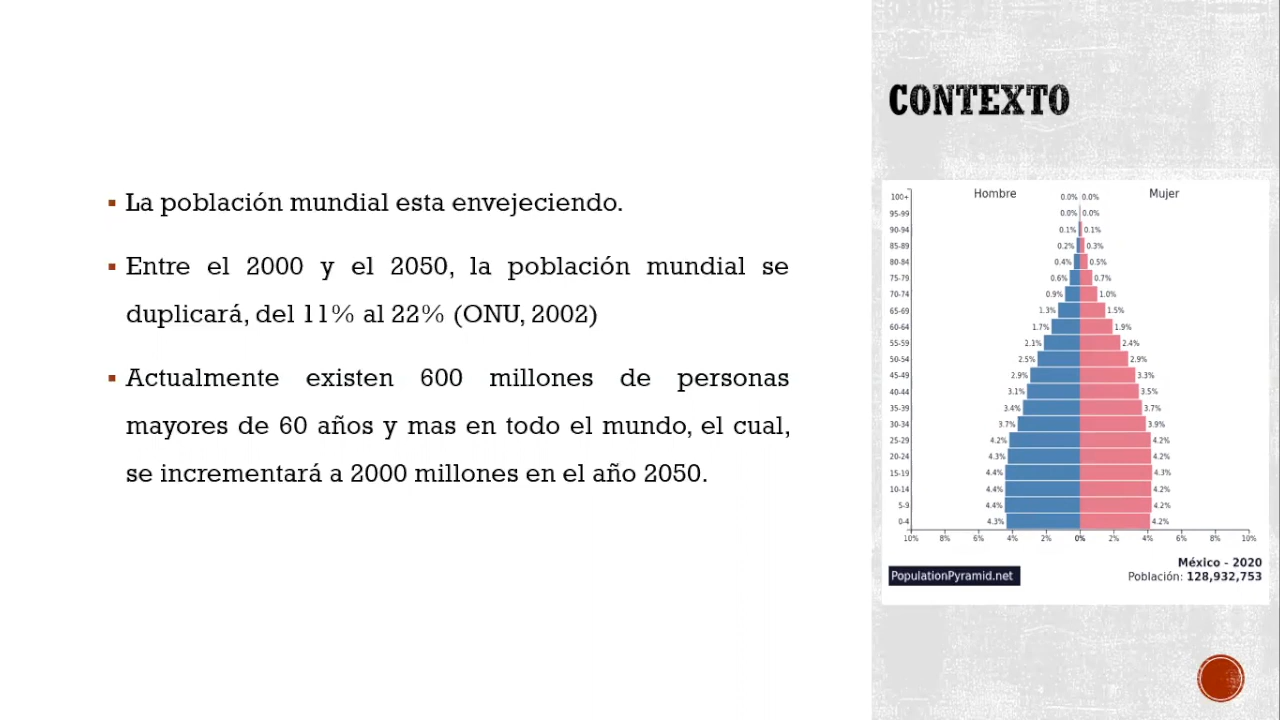 CONTEXTO
La población mundial esta envejeciendo.
Entre el 2000 y el 2050, la población mundial se
duplicará, del 11% al 22% (ONU, 2002)
Actualmente existen 600 millones de personas
mayores de 60 años y mas en todo el mundo, el cual,
se incrementará a 2000 millones en el año 2050.
Hombre Mujer
100+ 0.0% 0.0%
95-99 0.0% 0.0%
90-94 0.1% 0.1%
85-89 0.2% 0.3%
80-84 0.4% 0.5%
75-79 0.6% 0.7%
70-74 0.9% 1.0%
65-69 1.3% 1.5%
60-64 1.7% 1.9%
55-59 2.1% 2.4%
50-54 2.5% 2.9%
45-49 2.9% 3.3%
40-44 3.1% 3.5%
35-39 3.4% 3.7%
30-34 3.7% 3.9%
25-29 4.2% 4.2%
20-24 4.3% 4.2%
15-19 4.4% 4.3%
10-14 4.4% 4.2%
5-9 4.4% 4.2%
0-4 4.3% 4.2%
10% 8% 6% 4% 2% 0% 2% 4% 6% 8% 10%
México - 2020
PopulationPyramid.net Población: 128,932,753